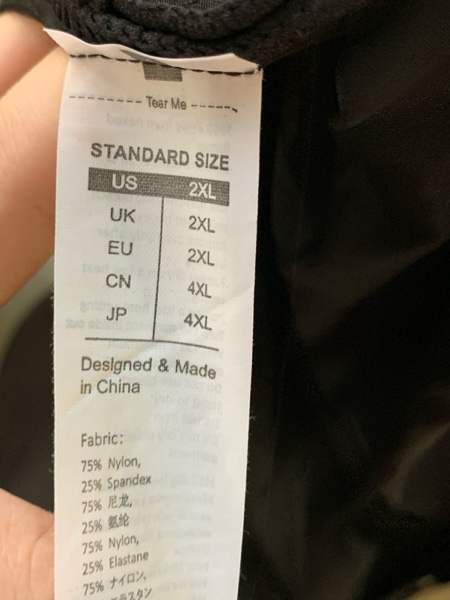 Tear Me
STANDARD SIZE
US 2XL
UK 2XL
EU 2XL
CN 4XL
JP 4XL
Designed & Made
in China
Fabric:
75% Nylon,
25% Spandex
75% 尼龙,
25% 氨纶
75% Nylon,
25% Elastane
75% ナイロン,